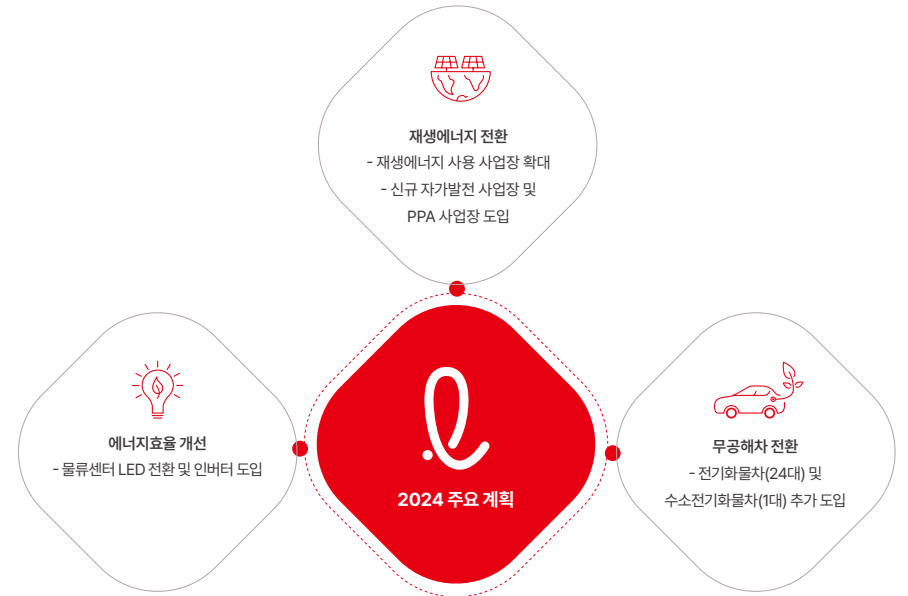 재생에너지 전환
- 재생에너지 사용 사업장 확대
- 신규 자가발전 사업장 및
PPA 사업장 도입
에너지효율 개선
- 물류센터 LED 전환 및 인버터 도입
2024 주요 계획
무공해차 전환
- 전기화물차(24대) 및
수소전기화물차(1대) 추가 도입